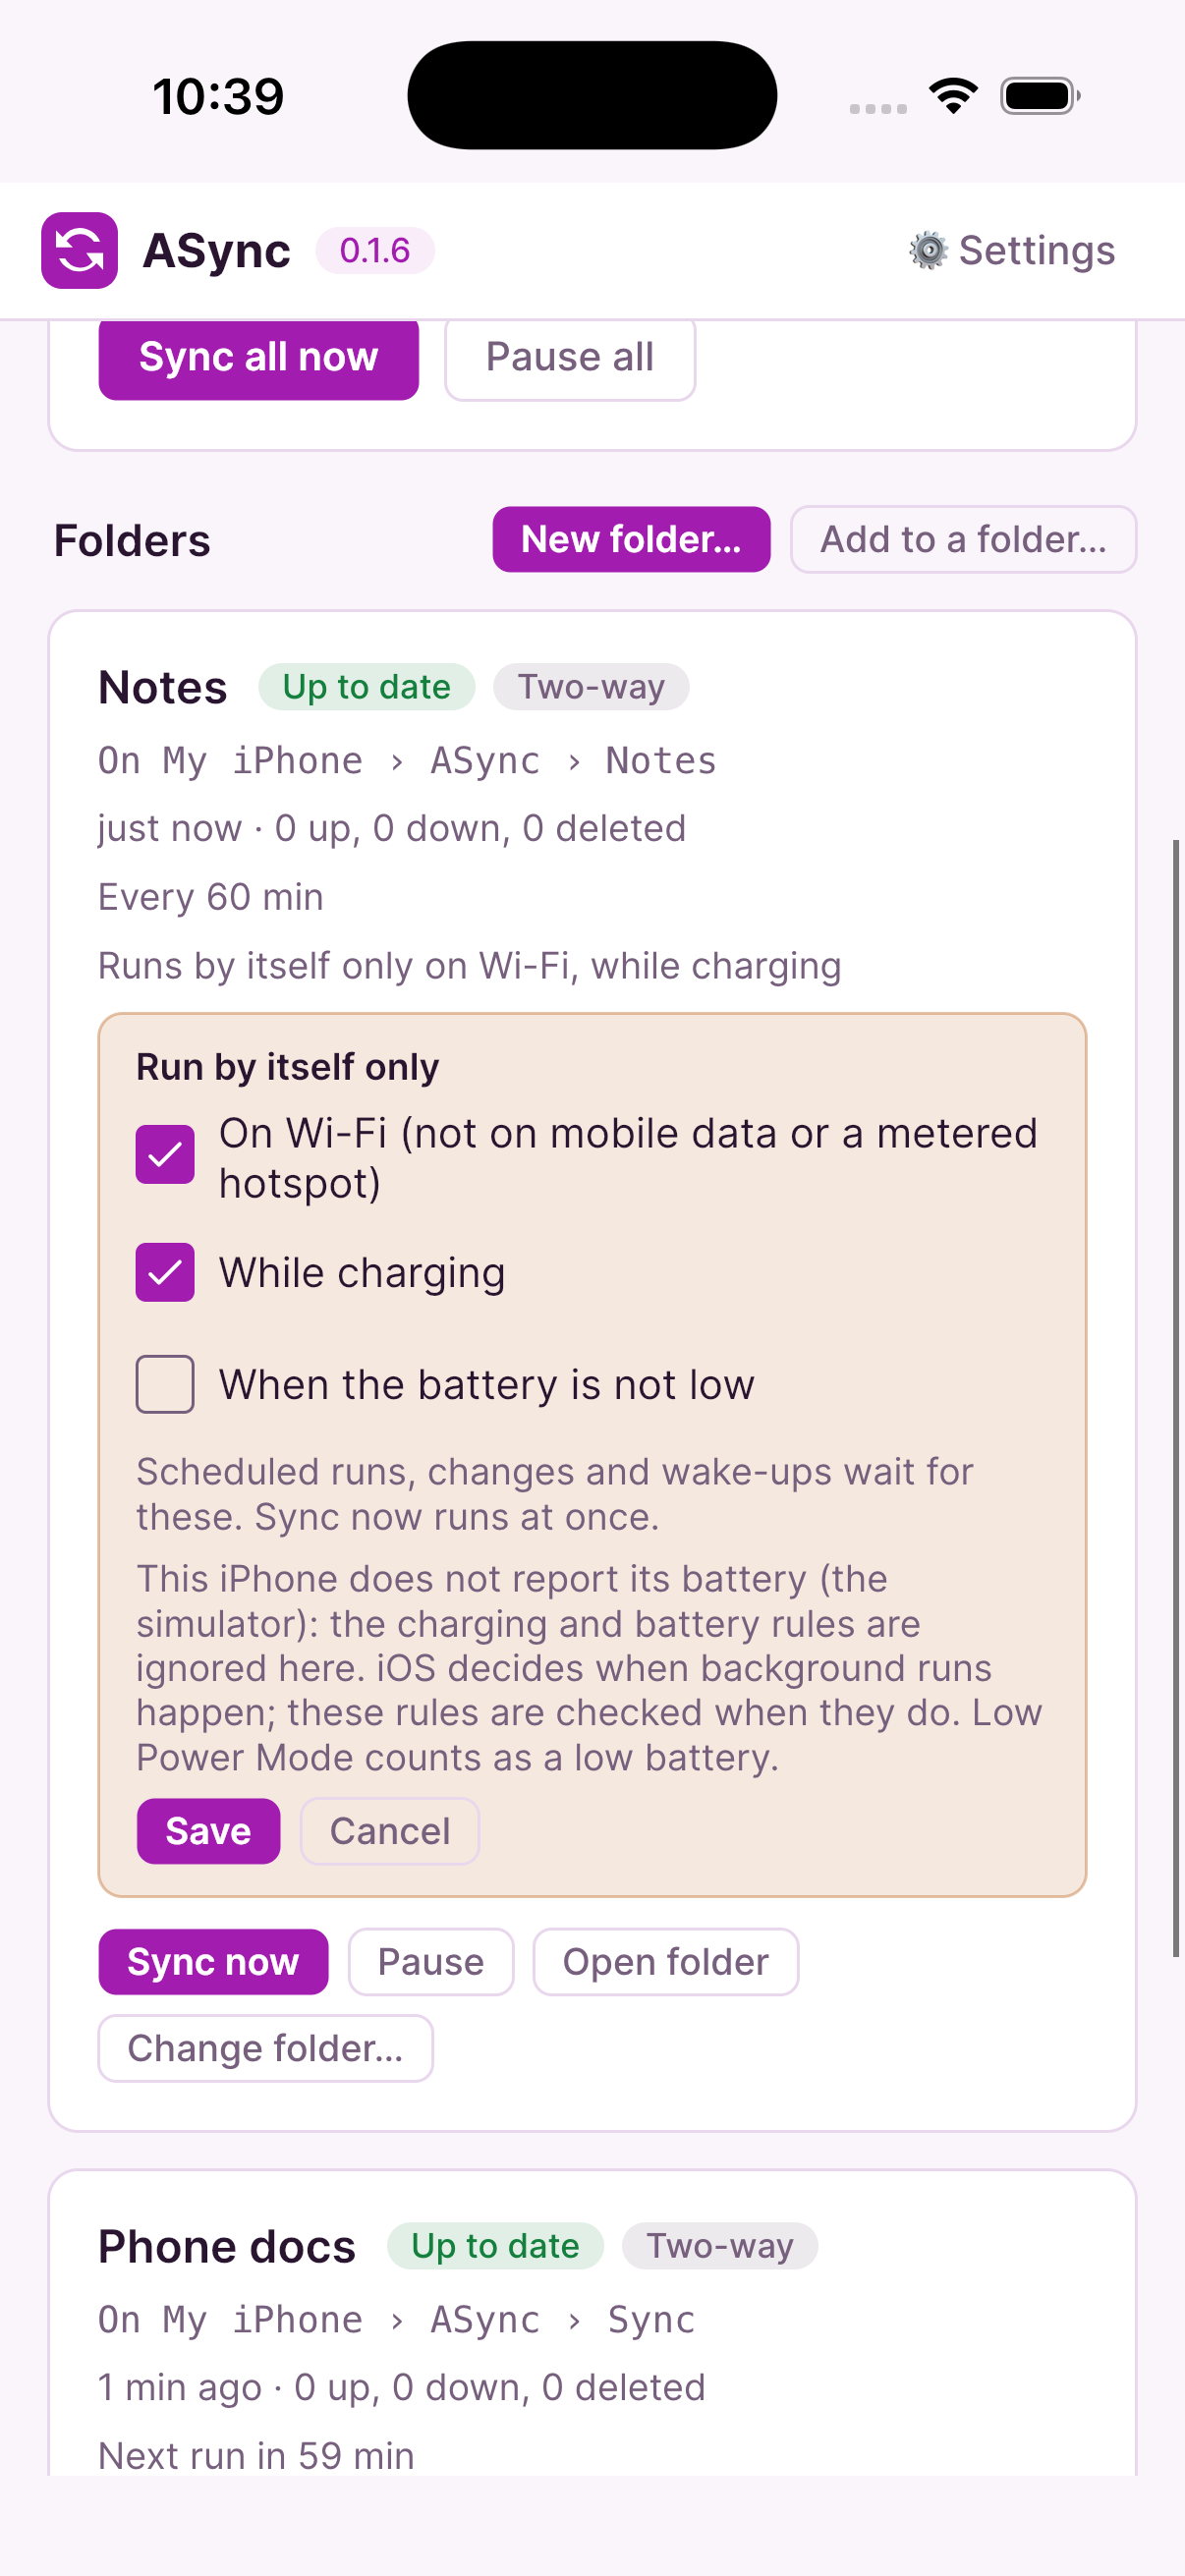 10:39
ASync 0.1.6 Settings
Sync all now Pause all
Folders New folder... Add to a folder...
Notes Up to date Two-way
On My iPhone › ASync › Notes
just now · 0 up, 0 down, 0 deleted
Every 60 min
Runs by itself only on Wi-Fi, while charging
Run by itself only
On Wi-Fi (not on mobile data or a metered
hotspot)
While charging
When the battery is not low
Scheduled runs, changes and wake-ups wait for
these. Sync now runs at once.
This iPhone does not report its battery (the
simulator): the charging and battery rules are
ignored here. iOS decides when background runs
happen; these rules are checked when they do. Low
Power Mode counts as a low battery.
Save Cancel
Sync now Pause Open folder
Change folder...
Phone docs Up to date Two-way
On My iPhone › ASync › Sync
1 min ago · 0 up, 0 down, 0 deleted
Next run in 59 min